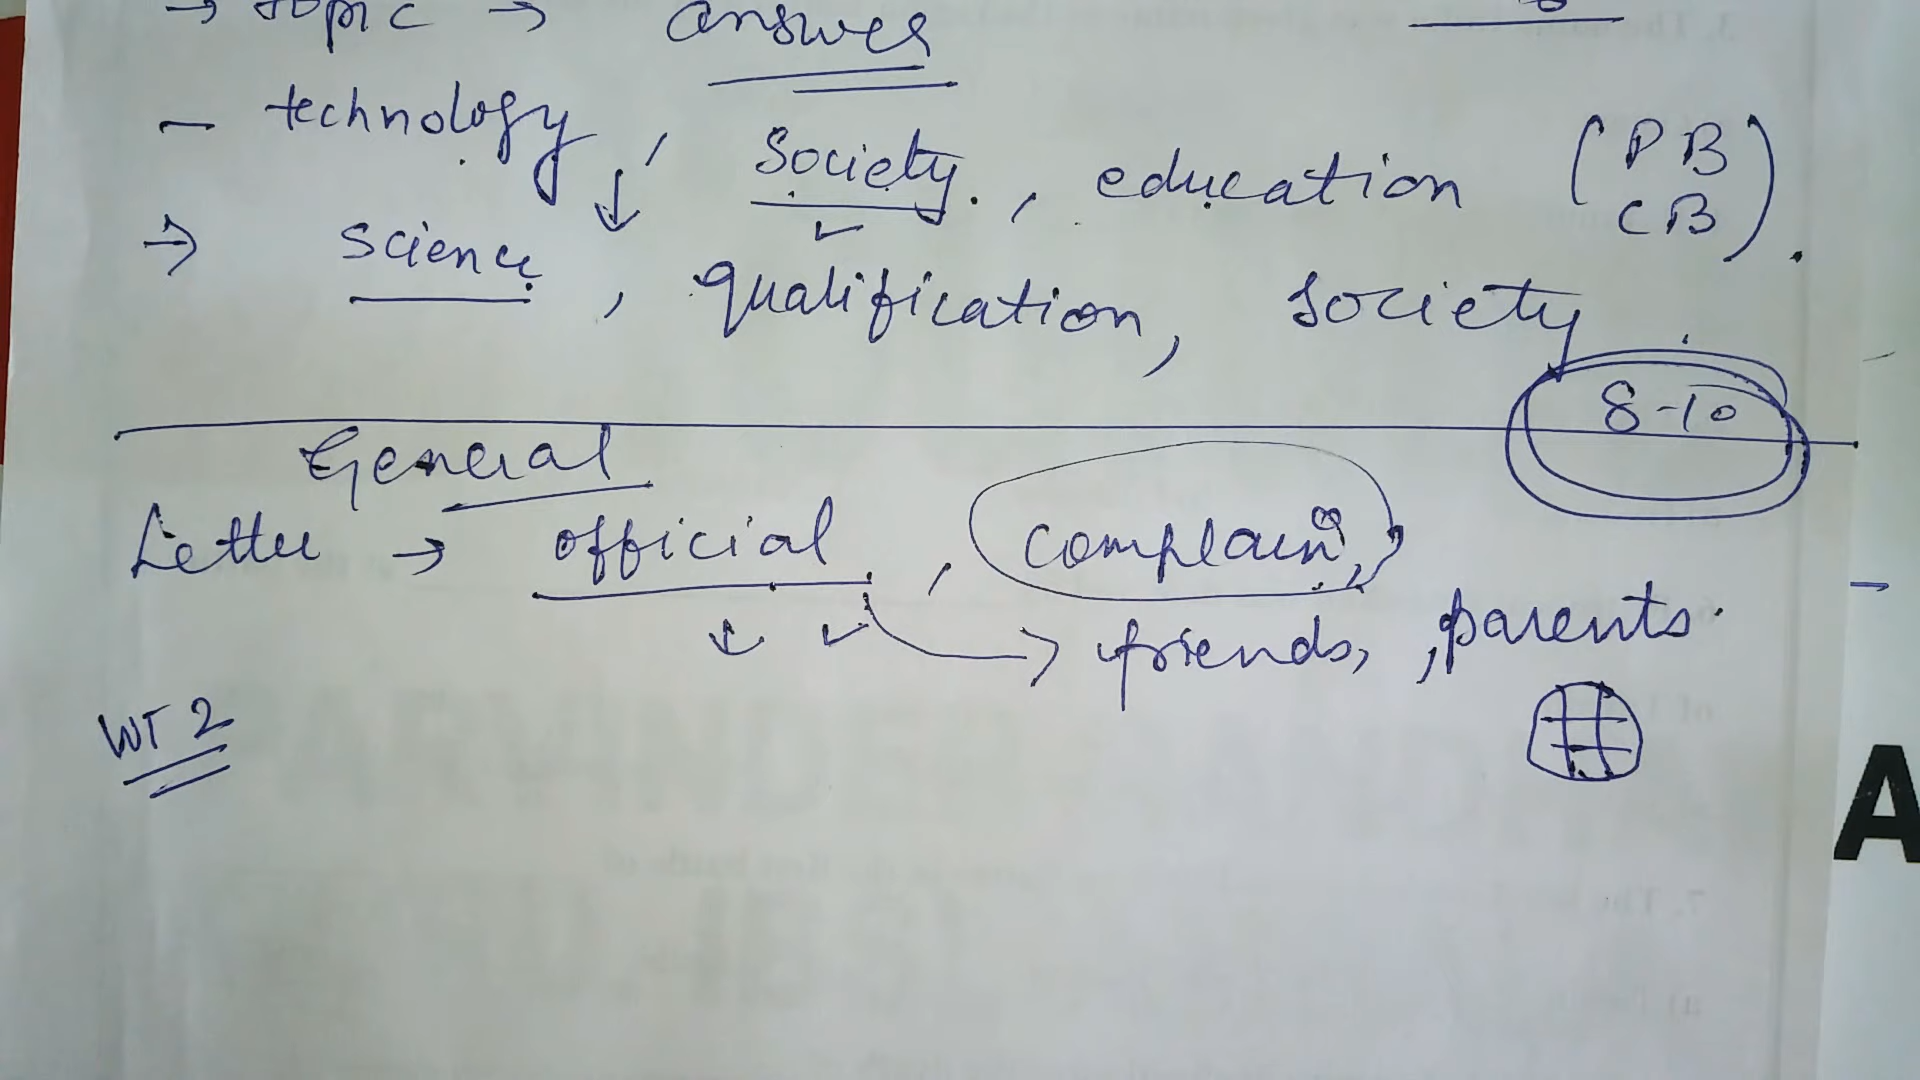 → topic → answer
- technology, society, education (PB CB).
→ science, qualification, society
8-10
General
Letter → official, complain,
→ friends, parents.
WT 2
A